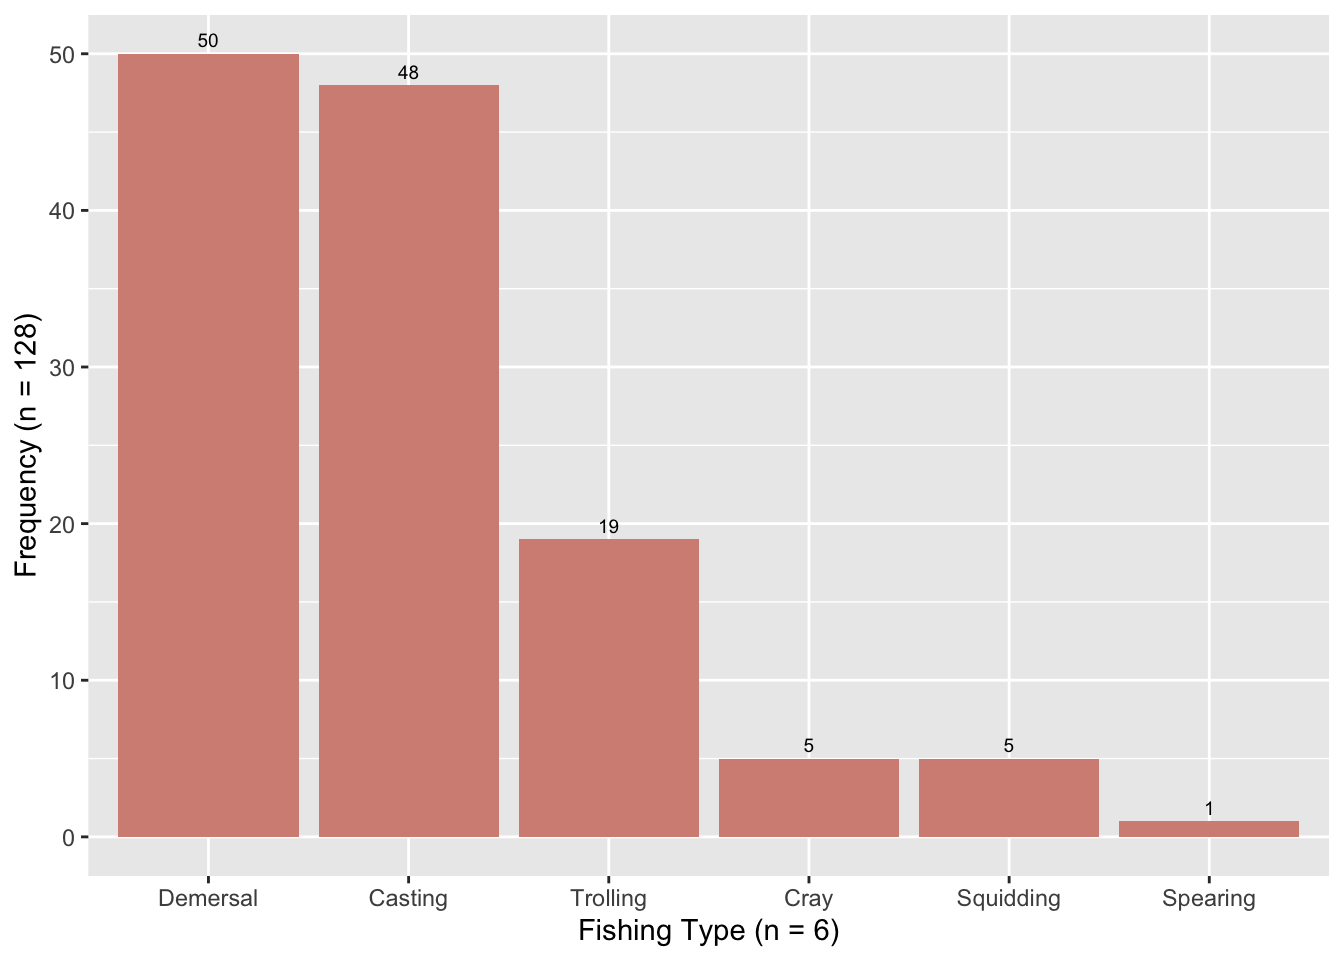 Frequency (n = 128)
50
40
30
20
10
0
50
48
19
5
5
1
Demersal
Casting
Trolling
Cray
Squidding
Spearing
Fishing Type (n = 6)